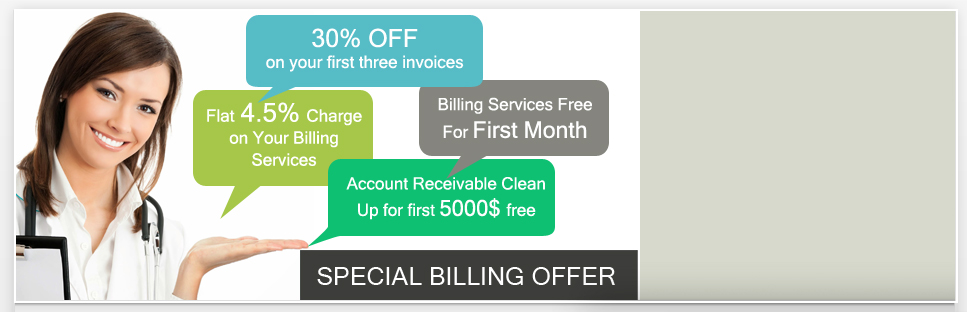 30% OFF
on your first three invoices
Flat 4.5% Charge
on Your Billing
Services
Billing Services Free
For First Month
Account Receivable Clean
Up for first 5000$ free
SPECIAL BILLING OFFER